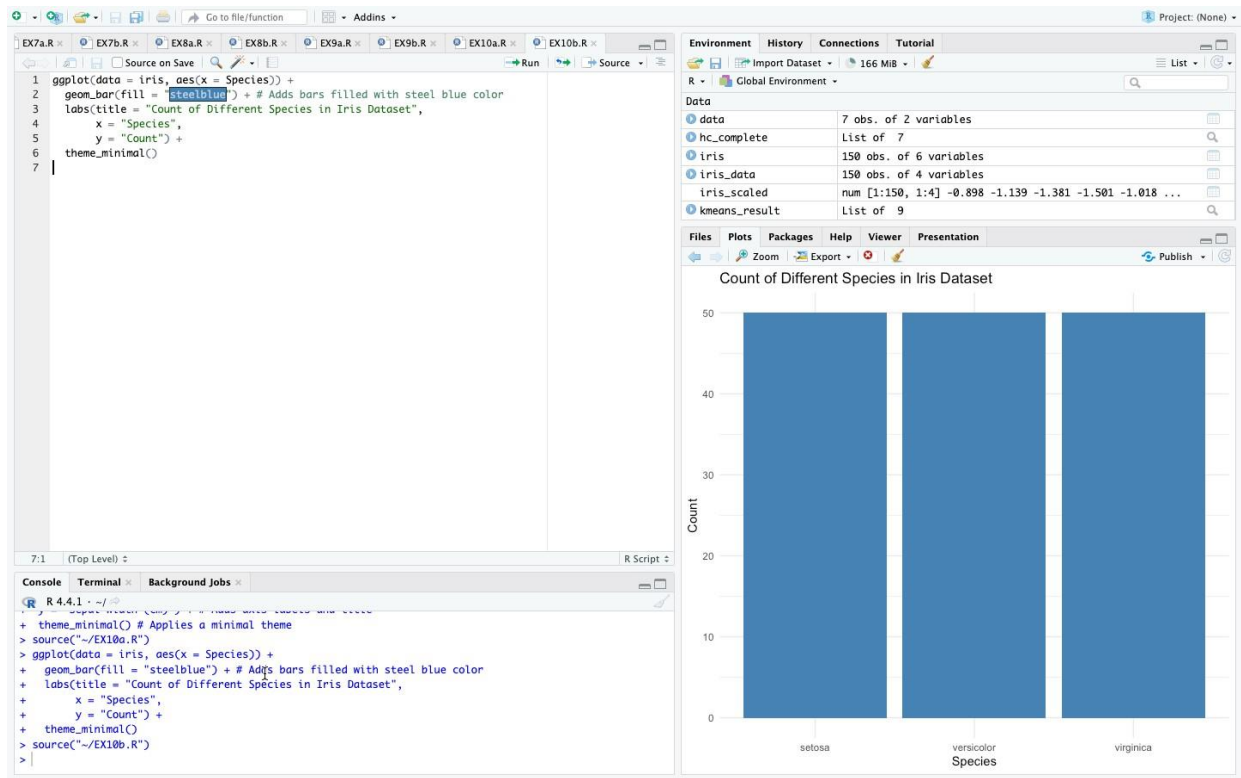 Go to file/function
Addins
Project: (None)
EX7a.R
EX7b.R
EX8a.R
EX8b.R
EX9a.R
EX9b.R
EX10a.R
EX10b.R
Source on Save
Run
Source
1 ggplot(data = iris, aes(x = Species)) +
2 geom_bar(fill = "steelblue") + # Adds bars filled with steel blue color
3 labs(title = "Count of Different Species in Iris Dataset",
4 x = "Species",
5 y = "Count") +
6 theme_minimal()
7
7:1 (Top Level)
R Script
Console Terminal Background Jobs
R 4.4.1 · ~/
+ theme_minimal() # Applies a minimal theme
> source("~/EX10a.R")
> ggplot(data = iris, aes(x = Species)) +
+ geom_bar(fill = "steelblue") + # Adds bars filled with steel blue color
+ labs(title = "Count of Different Species in Iris Dataset",
+ x = "Species",
+ y = "Count") +
+ theme_minimal()
> source("~/EX10b.R")
>
Environment History Connections Tutorial
Import Dataset
166 MiB
List
R
Global Environment
Data
data 7 obs. of 2 variables
hc_complete List of 7
iris 150 obs. of 6 variables
iris_data 150 obs. of 4 variables
iris_scaled num [1:150, 1:4] -0.898 -1.139 -1.381 -1.501 -1.018 ...
kmeans_result List of 9
Files Plots Packages Help Viewer Presentation
Zoom
Export
Publish
Count of Different Species in Iris Dataset
50
40
30
20
10
0
Count
setosa
versicolor
virginica
Species